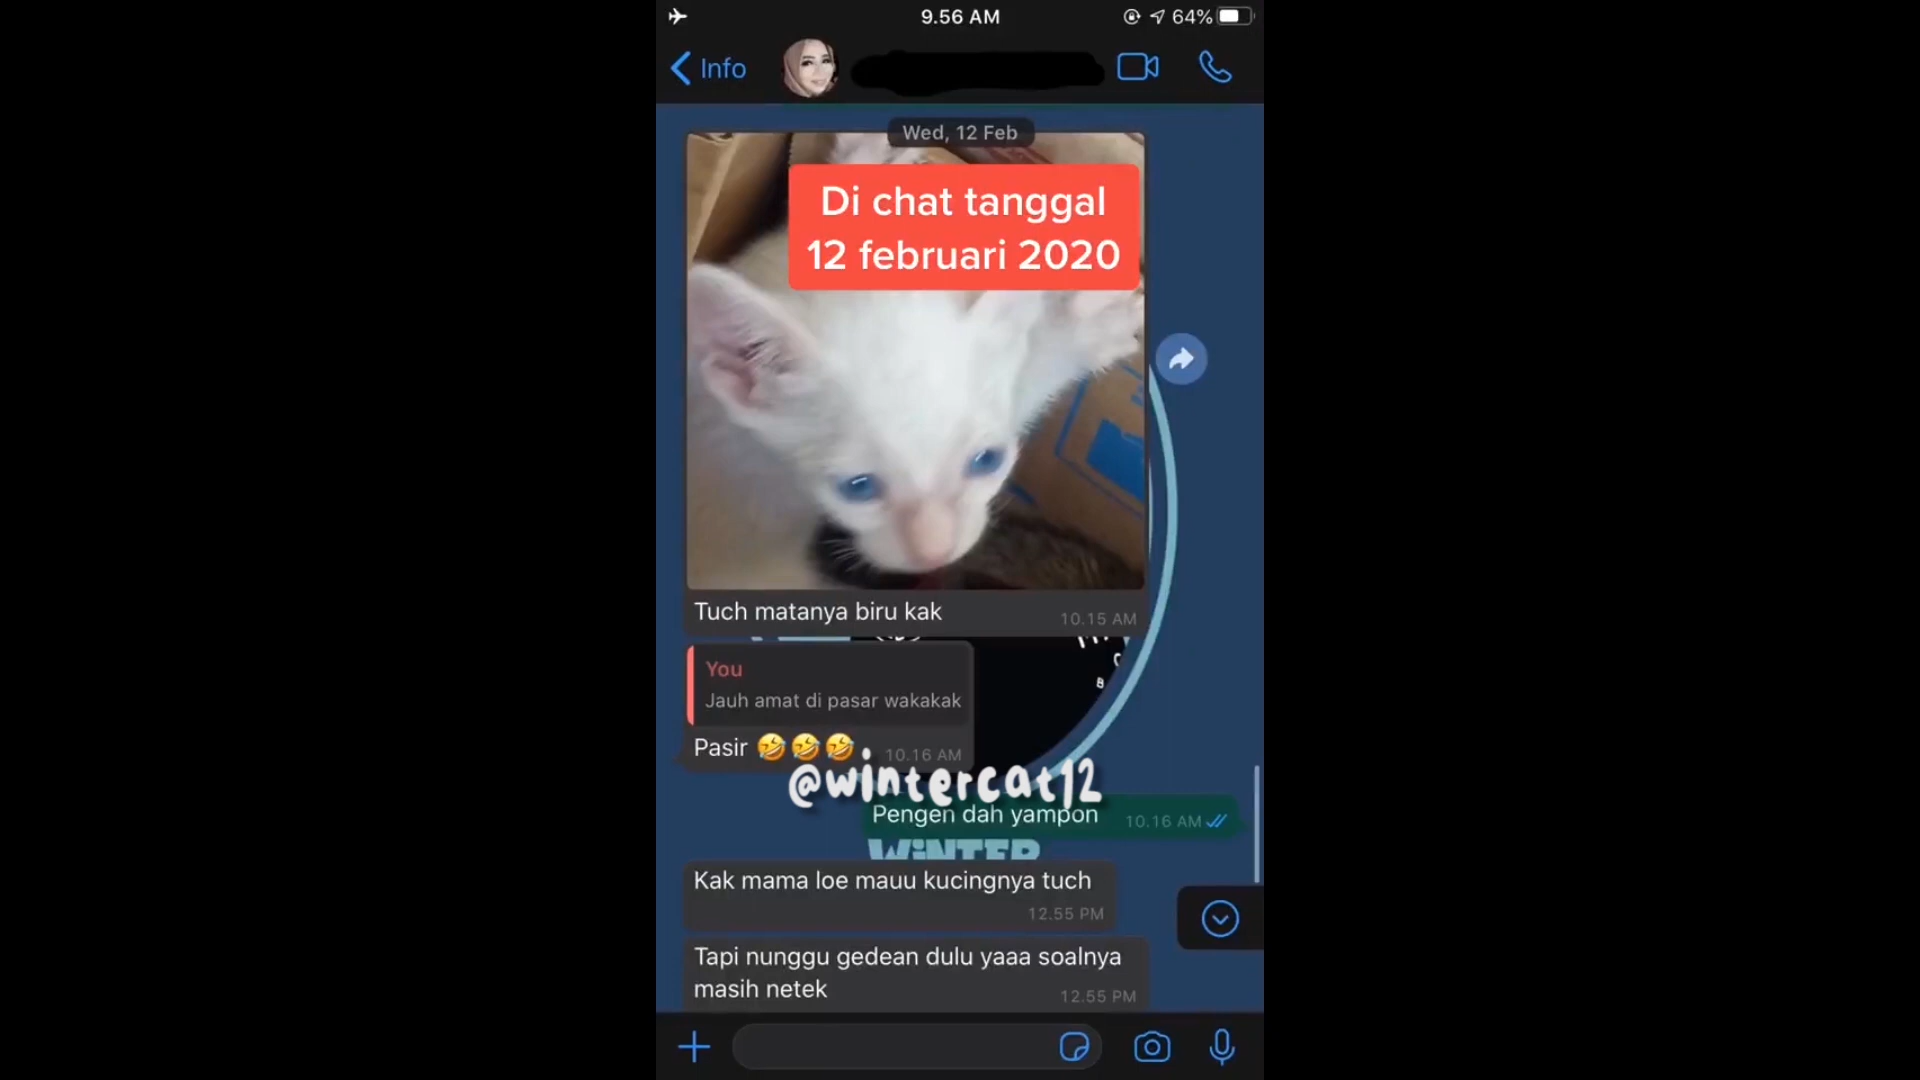 9.56 AM
64%
Info
Wed, 12 Feb
Di chat tanggal
12 februari 2020
Tuch matanya biru kak
10.15 AM
You
Jauh amat di pasar wakakak
Pasir 🤣🤣🤣
10.16 AM
@wintercat12
Pengen dah yampon
10.16 AM
WINTER
Kak mama loe mauu kucingnya tuch
12.55 PM
Tapi nunggu gedean dulu yaaa soalnya
masih netek
12.55 PM